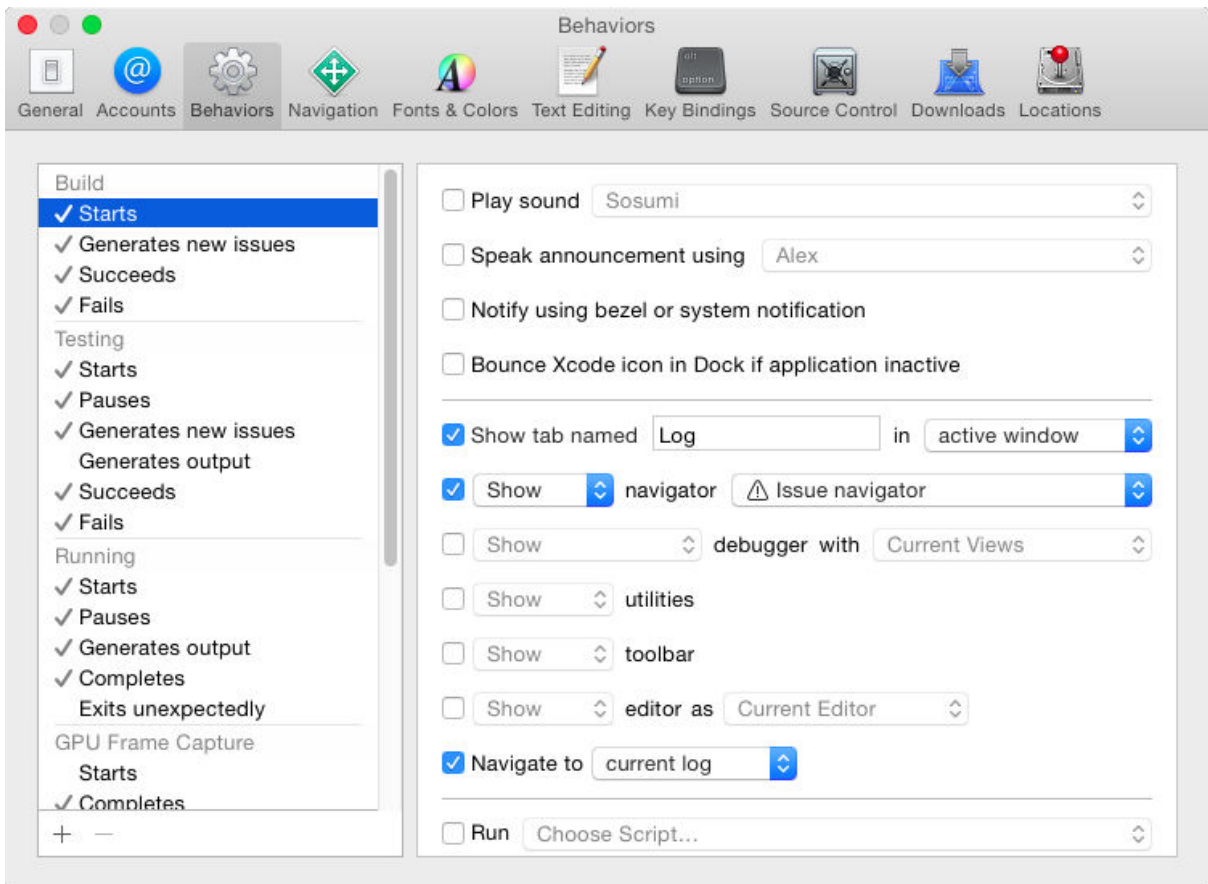 Behaviors
@
alt
option
General Accounts Behaviors Navigation Fonts & Colors Text Editing Key Bindings Source Control Downloads Locations
Build
Starts
Generates new issues
Succeeds
Fails
Testing
Starts
Pauses
Generates new issues
Generates output
Succeeds
Fails
Running
Starts
Pauses
Generates output
Completes
Exits unexpectedly
GPU Frame Capture
Starts
Completes
Play sound Sosumi
Speak announcement using Alex
Notify using bezel or system notification
Bounce Xcode icon in Dock if application inactive
Show tab named Log in active window
Show navigator Issue navigator
Show debugger with Current Views
Show utilities
Show toolbar
Show editor as Current Editor
Navigate to current log
Run Choose Script...